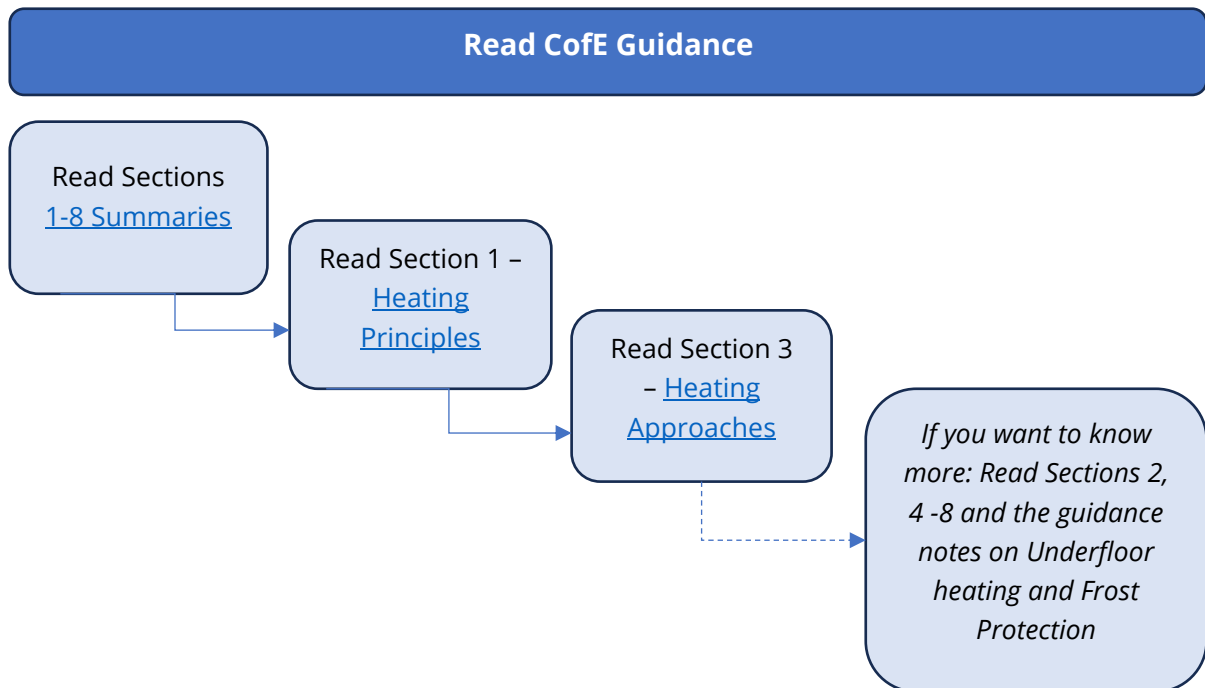 Read CofE Guidance
Read Sections
1-8 Summaries
Read Section 1 –
Heating
Principles
Read Section 3
– Heating
Approaches
If you want to know
more: Read Sections 2,
4 -8 and the guidance
notes on Underfloor
heating and Frost
Protection